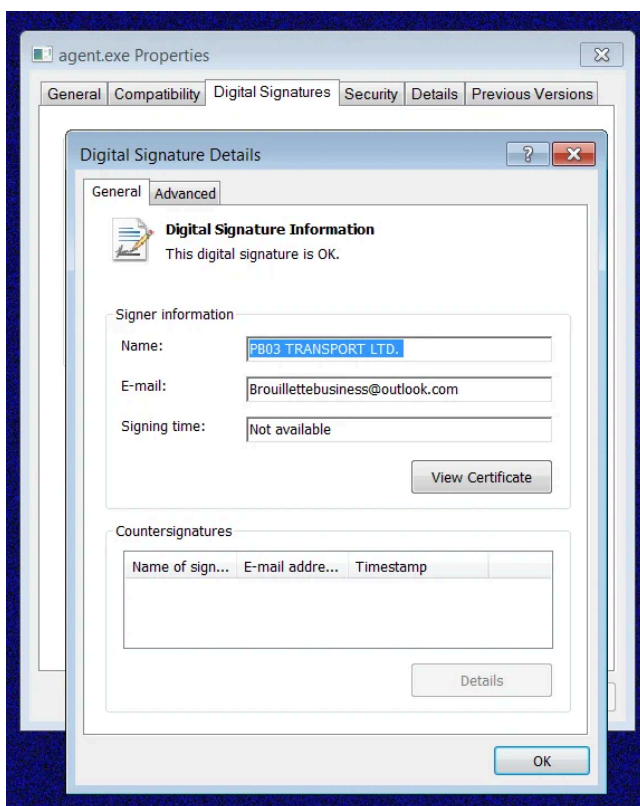 agent.exe Properties
General Compatibility Digital Signatures Security Details Previous Versions
Digital Signature Details
General Advanced
Digital Signature Information
This digital signature is OK.
Signer information
Name: PB03 TRANSPORT LTD.
E-mail: Brouillettebusiness@outlook.com
Signing time: Not available
View Certificate
Countersignatures
Name of sign... E-mail addre... Timestamp
Details
OK